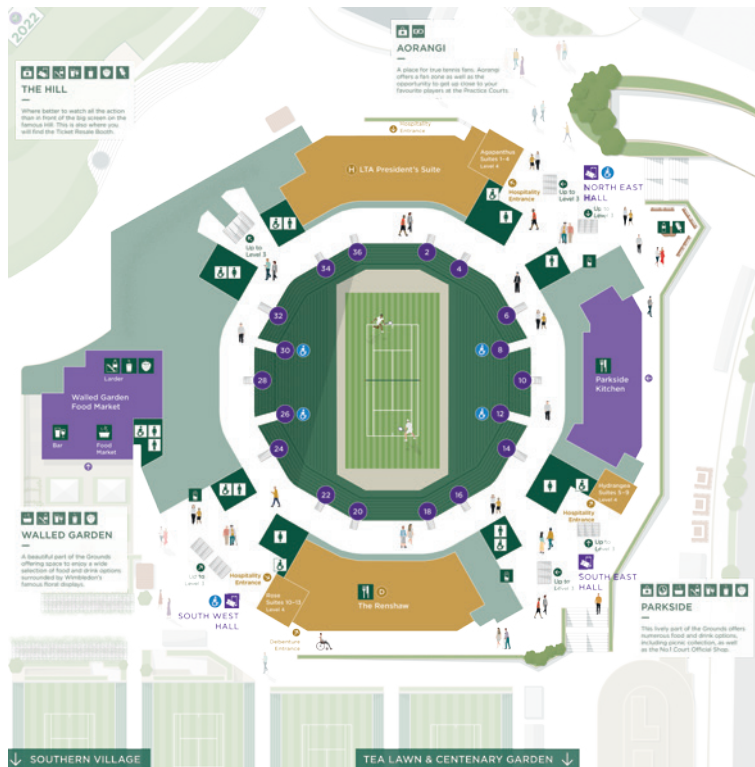 2022
THE HILL
Where better to watch all the action
than in front of the big screen on the
famous Hill. This is also where you
will find the Ticket Resale Booth.
AORANGI
A place for true tennis fans. Aorangi
offers a fan zone as well as the
opportunity to get up close to your
favourite players at the Practice Courts.
Hospitality
Entrance
H LTA President's Suite
Agapanthus
Suites 1–4
Level 4
Hospitality
Entrance
Up to
Level 3
NORTH EAST
HALL
Up to
Level 2
Up to
Level 3
36
2
34
4
32
6
30
8
28
10
26
12
24
14
22
16
20
18
Parkside
Kitchen
Larder
Walled Garden
Food Market
Bar
Food
Market
Hydrangea
Suites 5–9
Level 4
Hospitality
Entrance
Up to
Level 2
Up to
Level 3
SOUTH EAST
HALL
WALLED GARDEN
A beautiful part of the Grounds
offering space to enjoy a wide
selection of food and drink options
surrounded by Wimbledon's
famous floral displays.
Up to
Level 3
Hospitality
Entrance
Rose
Suites 10–13
Level 4
SOUTH WEST
HALL
D
The Renshaw
Debenture
Entrance
PARKSIDE
This lively part of the Grounds offers
numerous food and drink options,
including picnic collection, as well
as the No.1 Court Official Shop.
SOUTHERN VILLAGE
TEA LAWN & CENTENARY GARDEN